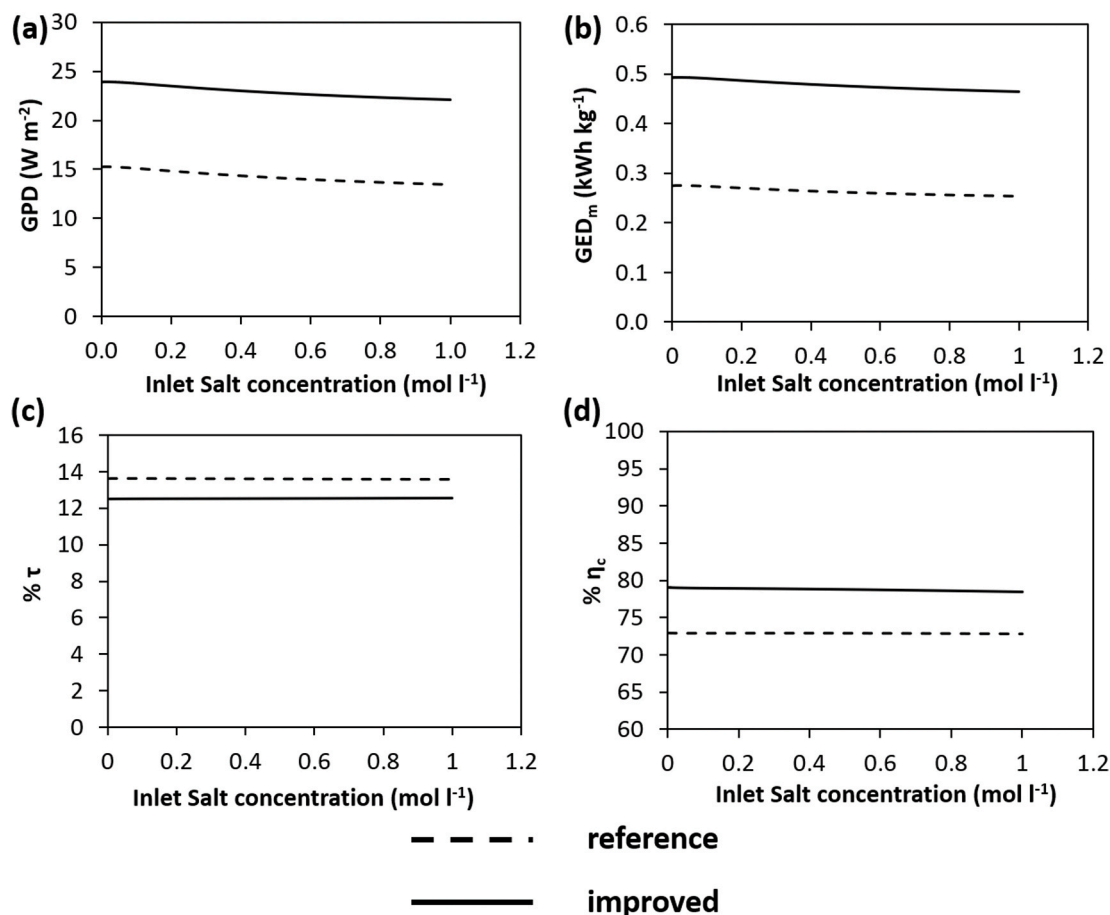 (a)
30
25
20
15
10
5
0
GPD (W m⁻²)
0.0 0.2 0.4 0.6 0.8 1.0 1.2
Inlet Salt concentration (mol l⁻¹)
(b)
0.6
0.5
0.4
0.3
0.2
0.1
0.0
GEDₘ (kWh kg⁻¹)
0 0.2 0.4 0.6 0.8 1 1.2
Inlet Salt concentration (mol l⁻¹)
(c)
16
14
12
10
8
6
4
2
0
% τ
0 0.2 0.4 0.6 0.8 1 1.2
Inlet Salt concentration (mol l⁻¹)
(d)
100
95
90
85
80
75
70
65
60
% η꜀
0 0.2 0.4 0.6 0.8 1 1.2
Inlet Salt concentration (mol l⁻¹)
reference
improved